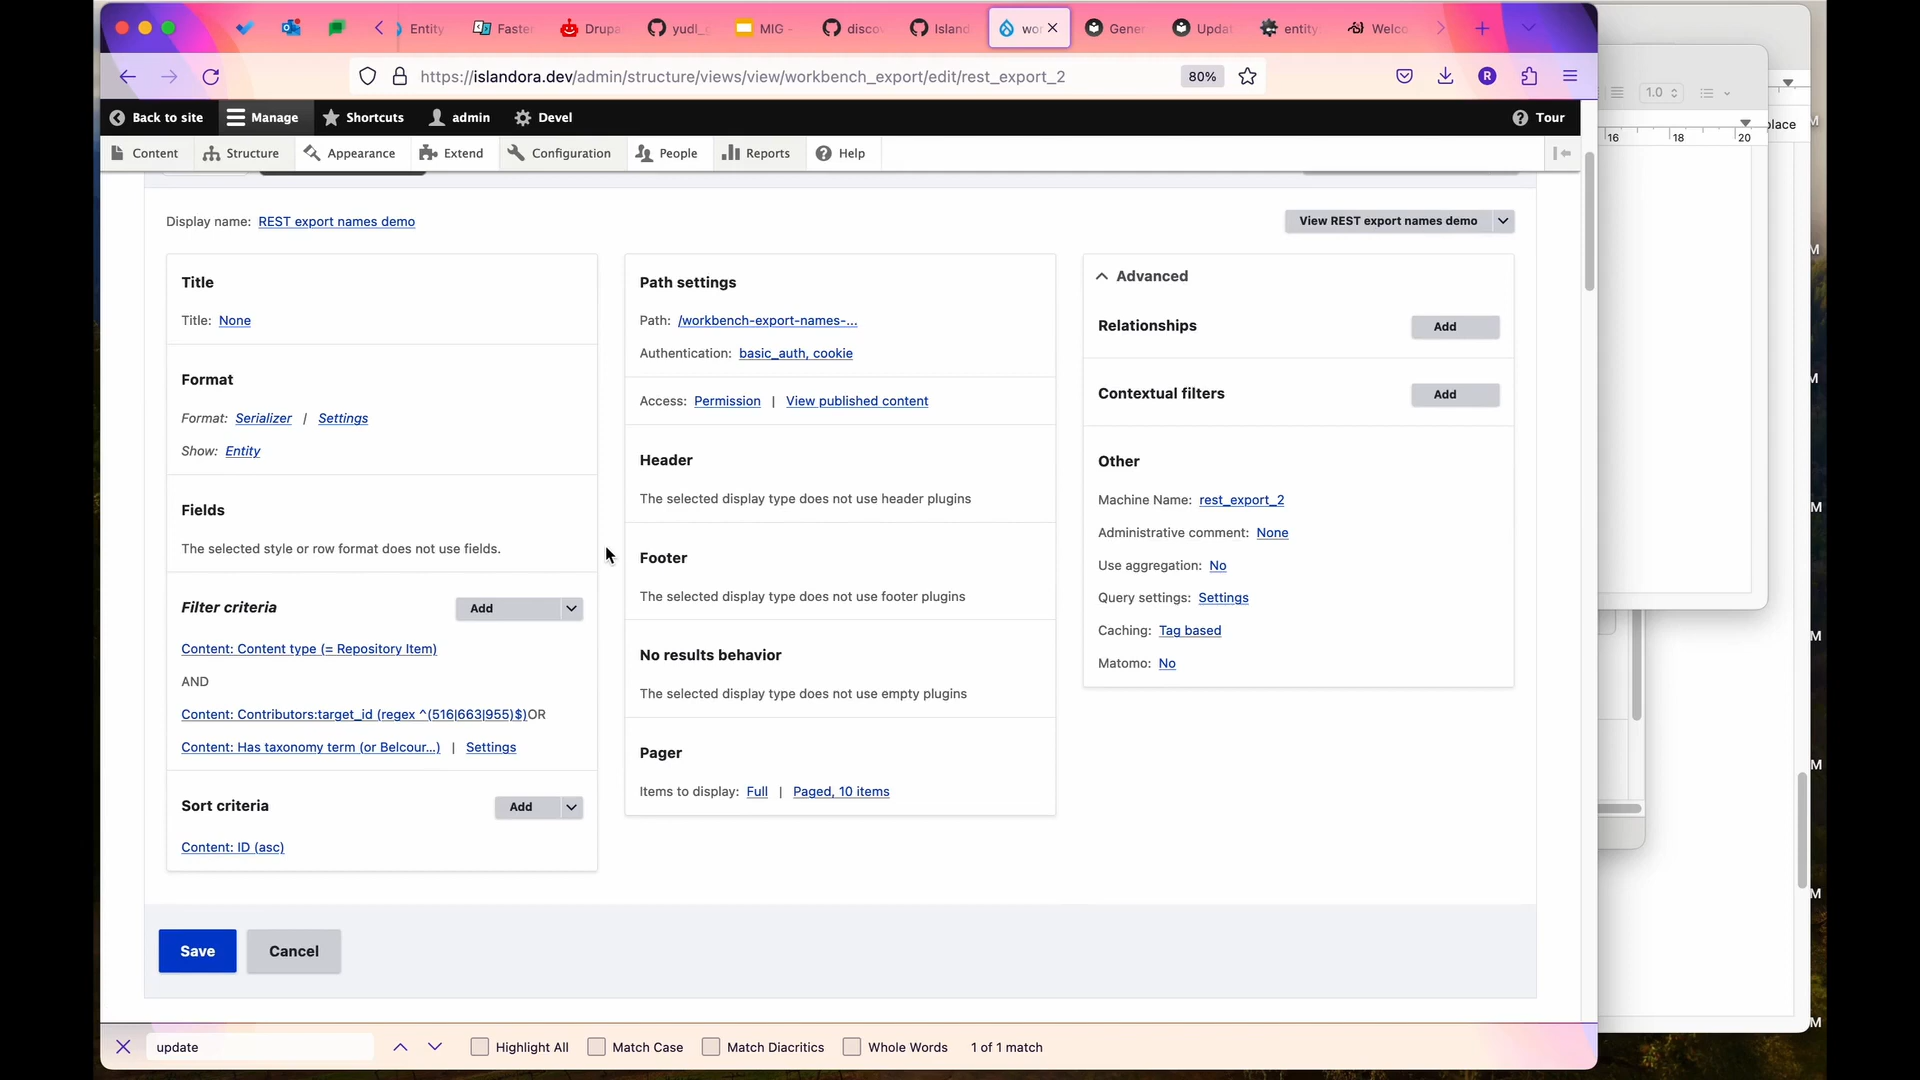 Entity
Faster
Drupa
yudl_g
MIG -
disco
Island
wor
Gene
Updat
entity
Welco
https://islandora.dev/admin/structure/views/view/workbench_export/edit/rest_export_2
80%
R
Back to site
Manage
Shortcuts
admin
Devel
Tour
Content
Structure
Appearance
Extend
Configuration
People
Reports
Help
1.0
place
16
18
20
Display name: REST export names demo
View REST export names demo
Title
Title: None
Format
Format: Serializer | Settings
Show: Entity
Fields
The selected style or row format does not use fields.
Filter criteria
Add
Content: Content type (= Repository Item)
AND
Content: Contributors:target_id (regex ^(516|663|955)$)OR
Content: Has taxonomy term (or Belcour...) | Settings
Sort criteria
Add
Content: ID (asc)
Path settings
Path: /workbench-export-names-...
Authentication: basic_auth, cookie
Access: Permission | View published content
Header
The selected display type does not use header plugins
Footer
The selected display type does not use footer plugins
No results behavior
The selected display type does not use empty plugins
Pager
Items to display: Full | Paged, 10 items
Advanced
Relationships
Add
Contextual filters
Add
Other
Machine Name: rest_export_2
Administrative comment: None
Use aggregation: No
Query settings: Settings
Caching: Tag based
Matomo: No
Save
Cancel
update
Highlight All
Match Case
Match Diacritics
Whole Words
1 of 1 match
M
M
M
M
M
M
M
M